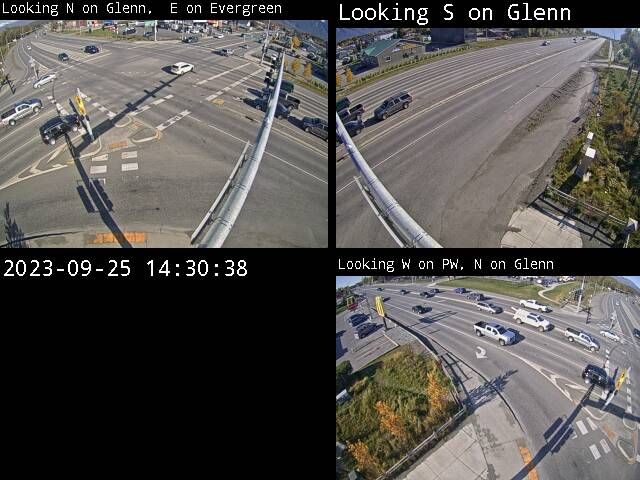 Looking N on Glenn, E on Evergreen
Looking S on Glenn
2023-09-25 14:30:38
Looking W on PW, N on Glenn